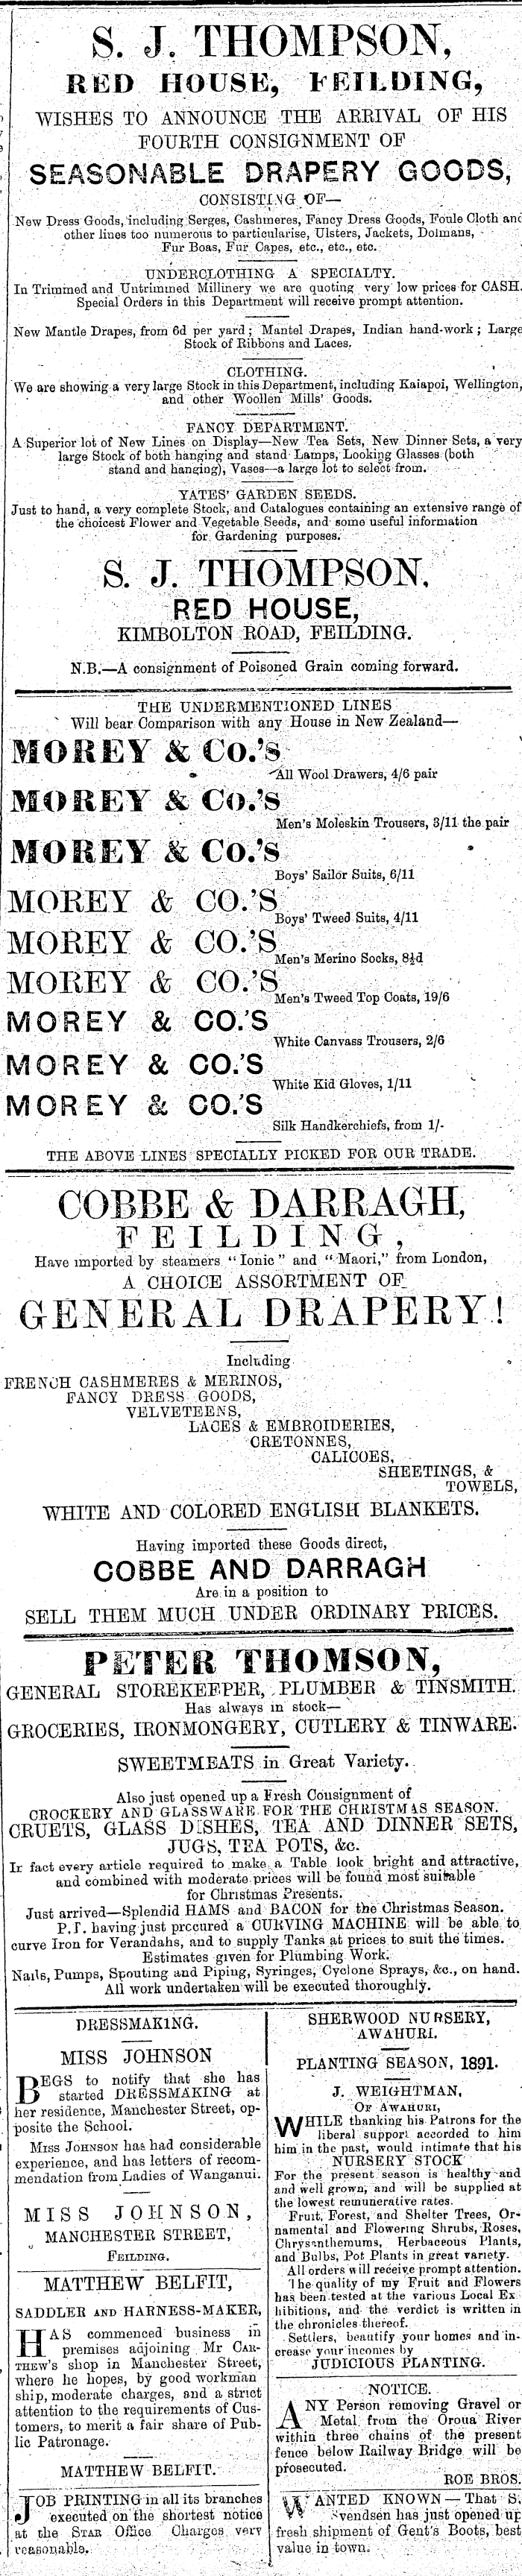 S. J. THOMPSON,
RED HOUSE, FEILDING,
WISHES TO ANNOUNCE THE ARRIVAL OF HIS
FOURTH CONSIGNMENT OF
SEASONABLE DRAPERY GOODS,
CONSISTING OF—
New Dress Goods, including Serges, Cashmeres, Fancy Dress Goods, Foule Cloth and
other lines too numerous to particularise, Ulsters, Jackets, Dolmans,
Fur Boas, Fur Capes, etc., etc., etc.
UNDERCLOTHING A SPECIALTY.
In Trimmed and Untrimmed Millinery we are quoting very low prices for CASH.
Special Orders in this Department will receive prompt attention.
New Mantle Drapes, from 6d per yard; Mantel Drapes, Indian hand-work; Large
Stock of Ribbons and Laces.
CLOTHING.
We are showing a very large Stock in this Department, including Kaiapoi, Wellington,
and other Woollen Mills' Goods.
FANCY DEPARTMENT.
A Superior lot of New Lines on Display—New Tea Sets, New Dinner Sets, a very
large Stock of both hanging and stand Lamps, Looking Glasses (both
stand and hanging), Vases—a large lot to select from.
YATES' GARDEN SEEDS.
Just to hand, a very complete Stock, and Catalogues containing an extensive range of
the choicest Flower and Vegetable Seeds, and some useful information
for Gardening purposes.
S. J. THOMPSON,
RED HOUSE,
KIMBOLTON ROAD, FEILDING.
N.B.—A consignment of Poisoned Grain coming forward.
THE UNDERMENTIONED LINES
Will bear Comparison with any House in New Zealand—
MOREY & Co.'s
All Wool Drawers, 4/6 pair
MOREY & Co.'s
Men's Moleskin Trousers, 3/11 the pair
MOREY & Co.'s
Boys' Sailor Suits, 6/11
MOREY & CO.'S
Boys' Tweed Suits, 4/11
MOREY & CO.'S
Men's Merino Socks, 8½d
MOREY & CO.'S
Men's Tweed Top Coats, 19/6
MOREY & CO.'S
White Canvass Trousers, 2/6
MOREY & CO.'S
White Kid Gloves, 1/11
MOREY & CO.'S
Silk Handkerchiefs, from 1/-
THE ABOVE LINES SPECIALLY PICKED FOR OUR TRADE.
COBBE & DARRAGH,
FEILDING,
Have imported by steamers "Ionic" and "Maori," from London,
A CHOICE ASSORTMENT OF
GENERAL DRAPERY!
Including
FRENCH CASHMERES & MERINOS,
FANCY DRESS GOODS,
VELVETEENS,
LACES & EMBROIDERIES,
CRETONNES,
CALICOES,
SHEETINGS, &
TOWELS,
WHITE AND COLORED ENGLISH BLANKETS.
Having imported these Goods direct,
COBBE AND DARRAGH
Are in a position to
SELL THEM MUCH UNDER ORDINARY PRICES.
PETER THOMSON,
GENERAL STOREKEEPER, PLUMBER & TINSMITH.
Has always in stock—
GROCERIES, IRONMONGERY, CUTLERY & TINWARE.
SWEETMEATS in Great Variety.
Also just opened up a Fresh Consignment of
CROCKERY AND GLASSWARE FOR THE CHRISTMAS SEASON.
CRUETS, GLASS DISHES, TEA AND DINNER SETS,
JUGS, TEA POTS, &c.
In fact every article required to make a Table look bright and attractive,
and combined with moderate prices will be found most suitable
for Christmas Presents.
Just arrived—Splendid HAMS and BACON for the Christmas Season.
P.T. having just procured a CURVING MACHINE will be able to
curve Iron for Verandahs, and to supply Tanks at prices to suit the times.
Estimates given for Plumbing Work.
Nails, Pumps, Spouting and Piping, Syringes, Cyclone Sprays, &c., on hand.
All work undertaken will be executed thoroughly.
DRESSMAKING.
MISS JOHNSON
BEGS to notify that she has
started DRESSMAKING at
her residence, Manchester Street, op-
posite the School.
MISS JOHNSON has had considerable
experience, and has letters of recom-
mendation from Ladies of Wanganui.
MISS JOHNSON,
MANCHESTER STREET,
FEILDING.
MATTHEW BELFIT,
SADDLER AND HARNESS-MAKER,
HAS commenced business in
premises adjoining Mr CAR-
THEW's shop in Manchester Street,
where he hopes, by good workman
ship, moderate charges, and a strict
attention to the requirements of Cus-
tomers, to merit a fair share of Pub-
lic Patronage.
MATTHEW BELFIT.
JOB PRINTING in all its branches
executed on the shortest notice
at the STAR Office Charges very
reasonable.
SHERWOOD NURSERY,
AWAHURI.
PLANTING SEASON, 1891.
J. WEIGHTMAN,
OF AWAHURI,
WHILE thanking his Patrons for the
liberal support accorded to him
him in the past, would intimate that his
NURSERY STOCK
For the present season is healthy and
and well grown, and will be supplied at
the lowest remunerative rates.
Fruit, Forest, and Shelter Trees, Or-
namental and Flowering Shrubs, Roses,
Chrysanthemums, Herbaceous Plants,
and Bulbs, Pot Plants in great variety.
All orders will receive prompt attention.
The quality of my Fruit and Flowers
has been tested at the various Local Ex
hibitions, and the verdict is written in
the chronicles thereof.
Settlers, beautify your homes and in-
crease your incomes by
JUDICIOUS PLANTING.
NOTICE.
ANY Person removing Gravel or
Metal from the Oroua River
within three chains of the present
fence below Railway Bridge will be
prosecuted.
ROE BROS.
WANTED KNOWN — That S.
Svendsen has just opened up
fresh shipment of Gent's Boots, best
value in town.